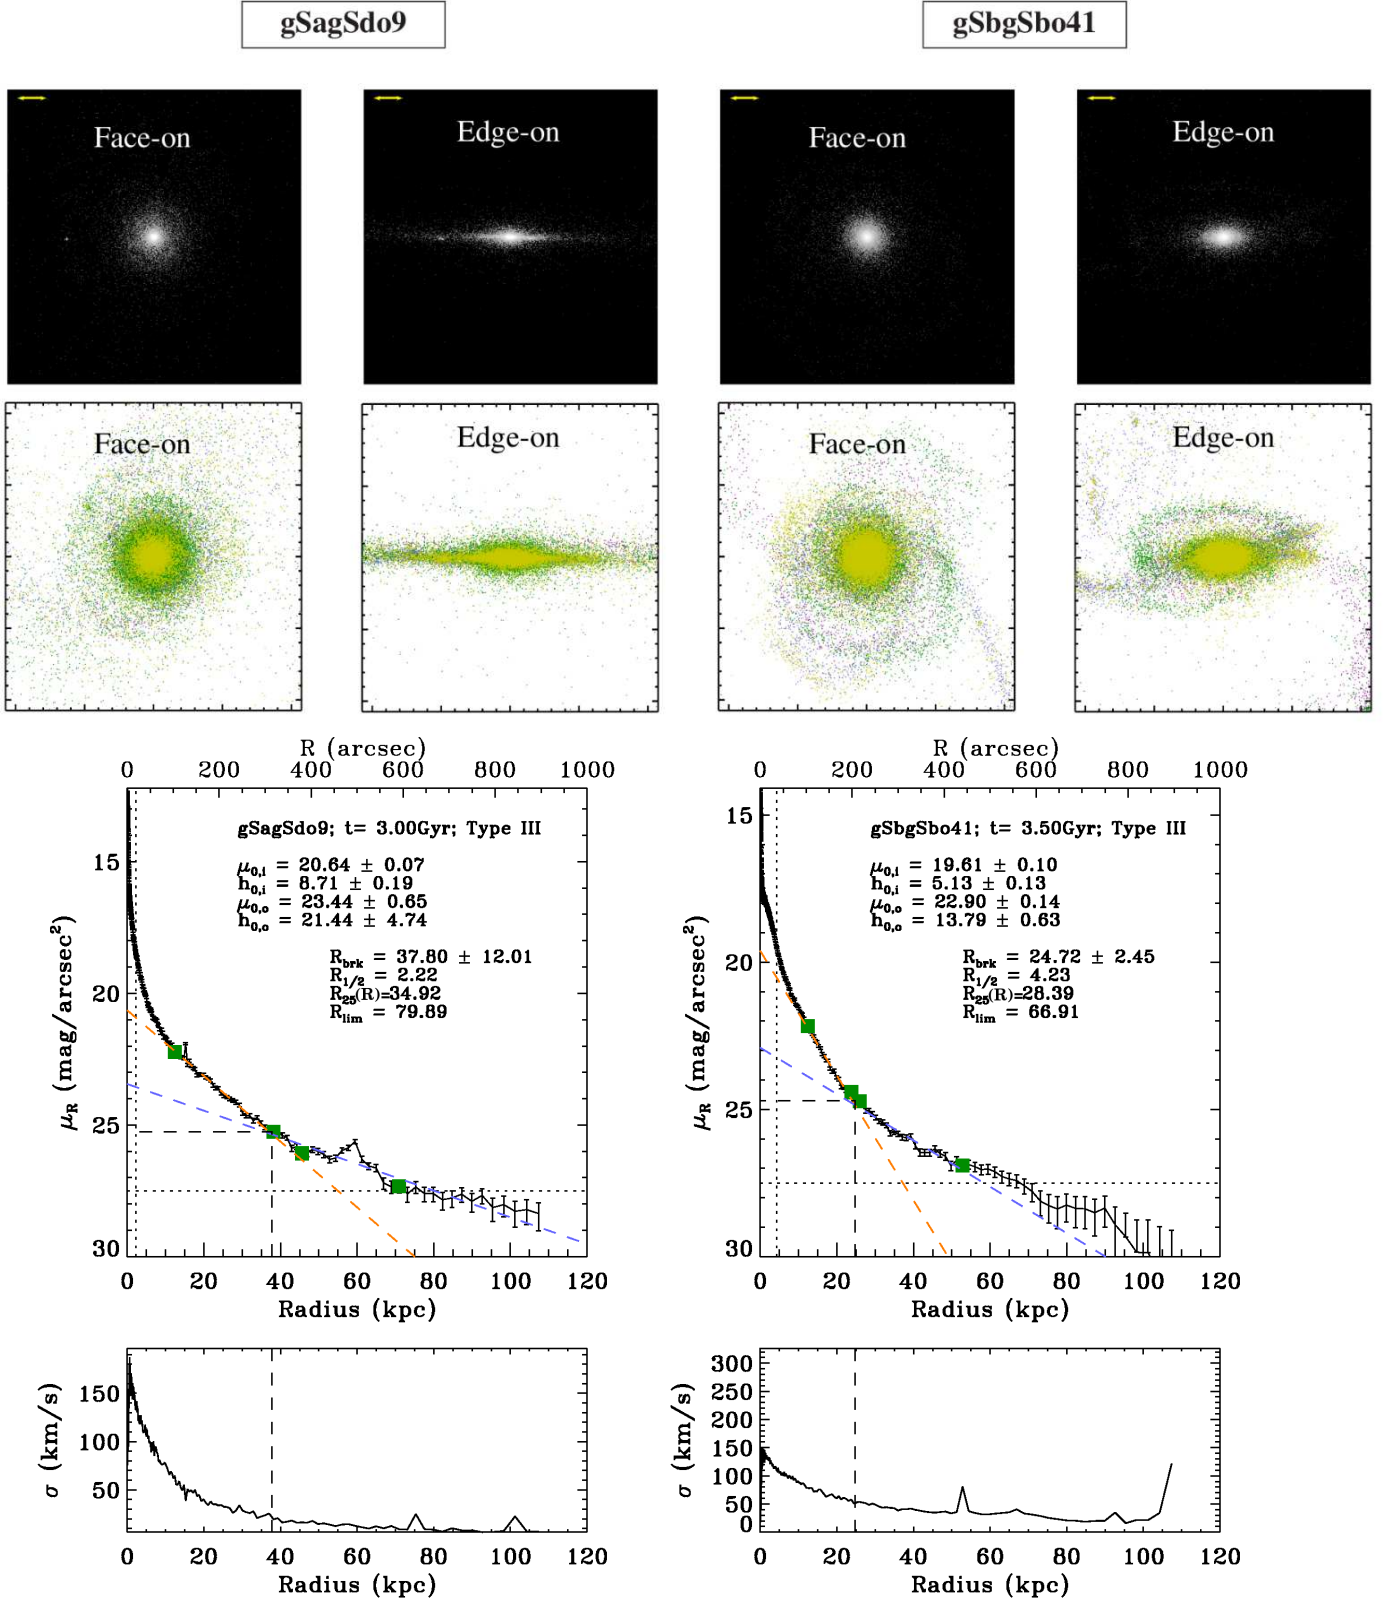 gSagSdo9
gSbgSbo41
Face-on
Edge-on
Face-on
Edge-on
Face-on
Edge-on
Face-on
Edge-on
R (arcsec)
0 200 400 600 800 1000
gSagSdo9; t= 3.00Gyr; Type III
μ0,i = 20.64 ± 0.07
h0,i = 8.71 ± 0.19
μ0,o = 23.44 ± 0.65
h0,o = 21.44 ± 4.74
Rbrk = 37.80 ± 12.01
R1/2 = 2.22
R25(R)=34.92
Rlim = 79.89
μR (mag/arcsec2)
15
20
25
30
0 20 40 60 80 100 120
Radius (kpc)
R (arcsec)
0 200 400 600 800 1000
gSbgSbo41; t= 3.50Gyr; Type III
μ0,i = 19.61 ± 0.10
h0,i = 5.13 ± 0.13
μ0,o = 22.90 ± 0.14
h0,o = 13.79 ± 0.63
Rbrk = 24.72 ± 2.45
R1/2 = 4.23
R25(R)=28.39
Rlim = 66.91
μR (mag/arcsec2)
15
20
25
30
0 20 40 60 80 100 120
Radius (kpc)
σ (km/s)
150
100
50
0 20 40 60 80 100 120
Radius (kpc)
σ (km/s)
300
250
200
150
100
50
0
0 20 40 60 80 100 120
Radius (kpc)